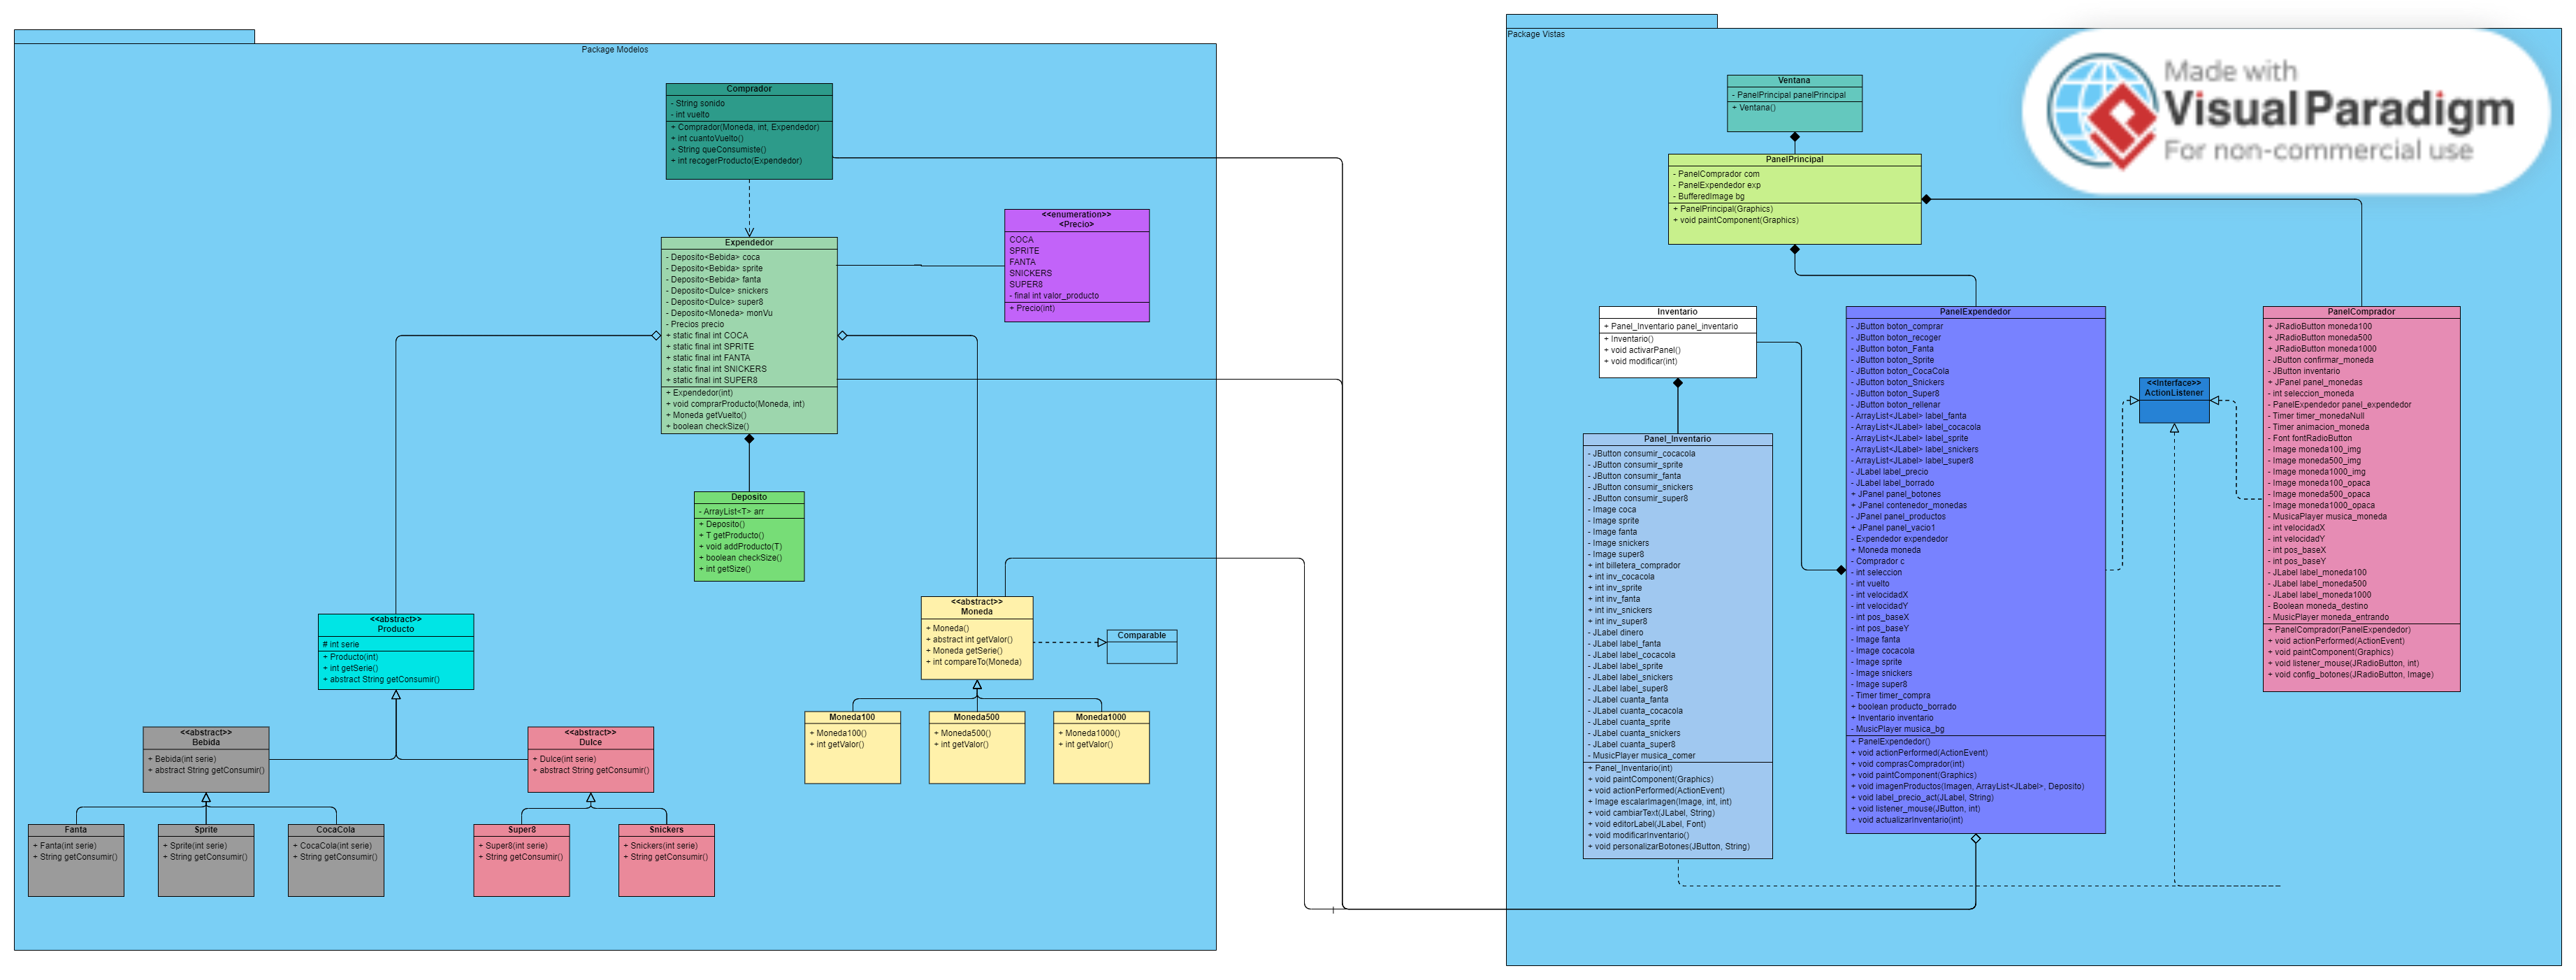 Package Modelos
Comprador
- String sonido
- int vuelto
+ Comprador(Moneda, int, Expendedor)
+ int cuantoVuelto()
+ String queConsumiste()
+ int recogerProducto(Expendedor)
<<enumeration>>
<Precio>
COCA
SPRITE
FANTA
SNICKERS
SUPER8
- final int valor_producto
+ Precio(int)
Expendedor
- Deposito<Bebida> coca
- Deposito<Bebida> sprite
- Deposito<Bebida> fanta
- Deposito<Dulce> snickers
- Deposito<Dulce> super8
- Deposito<Moneda> monVu
- Precios precio
+ static final int COCA
+ static final int SPRITE
+ static final int FANTA
+ static final int SNICKERS
+ static final int SUPER8
+ Expendedor(int)
+ void comprarProducto(Moneda, int)
+ Moneda getVuelto()
+ boolean checkSize()
Deposito
- ArrayList<T> arr
+ Deposito()
+ T getProducto()
+ void addProducto(T)
+ boolean checkSize()
+ int getSize()
<<abstract>>
Producto
# int serie
+ Producto(int)
+ int getSerie()
+ abstract String getConsumir()
<<abstract>>
Moneda
+ Moneda()
+ abstract int getValor()
+ Moneda getSerie()
+ int compareTo(Moneda)
Comparable
Moneda100
+ Moneda100()
+ int getValor()
Moneda500
+ Moneda500()
+ int getValor()
Moneda1000
+ Moneda1000()
+ int getValor()
<<abstract>>
Bebida
+ Bebida(int serie)
+ abstract String getConsumir()
<<abstract>>
Dulce
+ Dulce(int serie)
+ abstract String getConsumir()
Fanta
+ Fanta(int serie)
+ String getConsumir()
Sprite
+ Sprite(int serie)
+ String getConsumir()
CocaCola
+ CocaCola(int serie)
+ String getConsumir()
Super8
+ Super8(int serie)
+ String getConsumir()
Snickers
+ Snickers(int serie)
+ String getConsumir()
Package Vistas
Made with
Visual Paradigm
For non-commercial use
Ventana
- PanelPrincipal panelPrincipal
+ Ventana()
PanelPrincipal
- PanelComprador com
- PanelExpendedor exp
- BufferedImage bg
+ PanelPrincipal(Graphics)
+ void paintComponent(Graphics)
Inventario
+ Panel_Inventario panel_inventario
+ Inventario()
+ void activarPanel()
+ void modificar(int)
Panel_Inventario
- JButton consumir_cocacola
- JButton consumir_sprite
- JButton consumir_fanta
- JButton consumir_snickers
- JButton consumir_super8
- Image coca
- Image sprite
- Image fanta
- Image snickers
- Image super8
+ int billetera_comprador
+ int inv_cocacola
+ int inv_sprite
+ int inv_fanta
+ int inv_snickers
+ int inv_super8
- JLabel dinero
- JLabel label_fanta
- JLabel label_cocacola
- JLabel label_sprite
- JLabel label_snickers
- JLabel label_super8
- JLabel cuanta_fanta
- JLabel cuanta_cocacola
- JLabel cuanta_sprite
- JLabel cuanta_snickers
- JLabel cuanta_super8
- MusicPlayer musica_comer
+ Panel_Inventario(int)
+ void paintComponent(Graphics)
+ void actionPerformed(ActionEvent)
+ Image escalarImagen(Image, int, int)
+ void cambiarText(JLabel, String)
+ void editorLabel(JLabel, Font)
+ void modificarInventario()
+ void personalizarBotones(JButton, String)
PanelExpendedor
- JButton boton_comprar
- JButton boton_recoger
- JButton boton_Fanta
- JButton boton_Sprite
- JButton boton_CocaCola
- JButton boton_Snickers
- JButton boton_Super8
- JButton boton_rellenar
- ArrayList<JLabel> label_fanta
- ArrayList<JLabel> label_cocacola
- ArrayList<JLabel> label_sprite
- ArrayList<JLabel> label_snickers
- ArrayList<JLabel> label_super8
- JLabel label_precio
- JLabel label_borrado
+ JPanel panel_botones
+ JPanel contenedor_monedas
- JPanel panel_productos
+ JPanel panel_vacio1
- Expendedor expendedor
+ Moneda moneda
- Comprador c
- int seleccion
- int vuelto
- int velocidadX
- int velocidadY
- int pos_baseX
- int pos_baseY
- Image fanta
- Image cocacola
- Image sprite
- Image snickers
- Image super8
- Timer timer_compra
+ boolean producto_borrado
+ Inventario inventario
- MusicPlayer musica_bg
+ PanelExpendedor()
+ void actionPerformed(ActionEvent)
+ void comprasComprador(int)
+ void paintComponent(Graphics)
+ void imagenProductos(Imagen, ArrayList<JLabel>, Deposito)
+ void label_precio_act(JLabel, String)
+ void listener_mouse(JButton, int)
+ void actualizarInventario(int)
<<Interface>>
ActionListener
PanelComprador
+ JRadioButton moneda100
+ JRadioButton moneda500
+ JRadioButton moneda1000
- JButton confirmar_moneda
- JButton inventario
+ JPanel panel_monedas
- int seleccion_moneda
- PanelExpendedor panel_expendedor
- Timer timer_monedaNull
- Timer animacion_moneda
- Font fontRadioButton
- Image moneda100_img
- Image moneda500_img
- Image moneda1000_img
- Image moneda100_opaca
- Image moneda500_opaca
- Image moneda1000_opaca
- MusicaPlayer musica_moneda
- int velocidadX
- int velocidadY
- int pos_baseX
- int pos_baseY
- JLabel label_moneda100
- JLabel label_moneda500
- JLabel label_moneda1000
- Boolean moneda_destino
- MusicPlayer moneda_entrando
+ PanelComprador(PanelExpendedor)
+ void actionPerformed(ActionEvent)
+ void paintComponent(Graphics)
+ void listener_mouse(JRadioButton, int)
+ void config_botones(JRadioButton, Image)